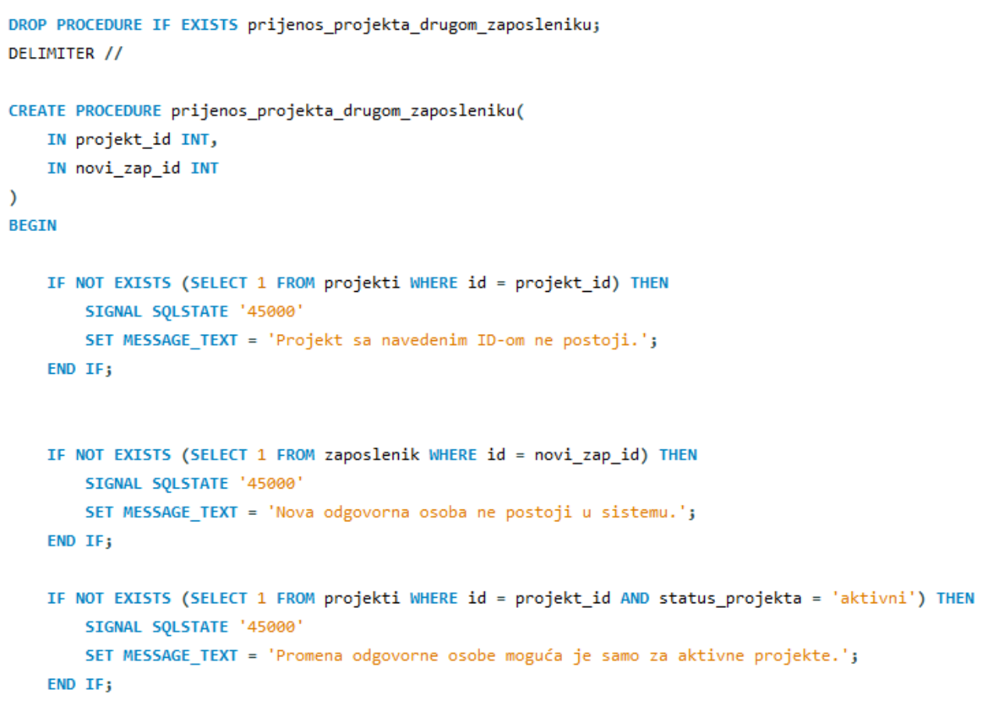 DROP PROCEDURE IF EXISTS prijenos_projekta_drugom_zaposleniku;
DELIMITER //
CREATE PROCEDURE prijenos_projekta_drugom_zaposleniku(
    IN projekt_id INT,
    IN novi_zap_id INT
)
BEGIN
    IF NOT EXISTS (SELECT 1 FROM projekti WHERE id = projekt_id) THEN
        SIGNAL SQLSTATE '45000'
        SET MESSAGE_TEXT = 'Projekt sa navedenim ID-om ne postoji.';
    END IF;
    IF NOT EXISTS (SELECT 1 FROM zaposlenik WHERE id = novi_zap_id) THEN
        SIGNAL SQLSTATE '45000'
        SET MESSAGE_TEXT = 'Nova odgovorna osoba ne postoji u sistemu.';
    END IF;
    IF NOT EXISTS (SELECT 1 FROM projekti WHERE id = projekt_id AND status_projekta = 'aktivni') THEN
        SIGNAL SQLSTATE '45000'
        SET MESSAGE_TEXT = 'Promena odgovorne osobe moguća je samo za aktivne projekte.';
    END IF;